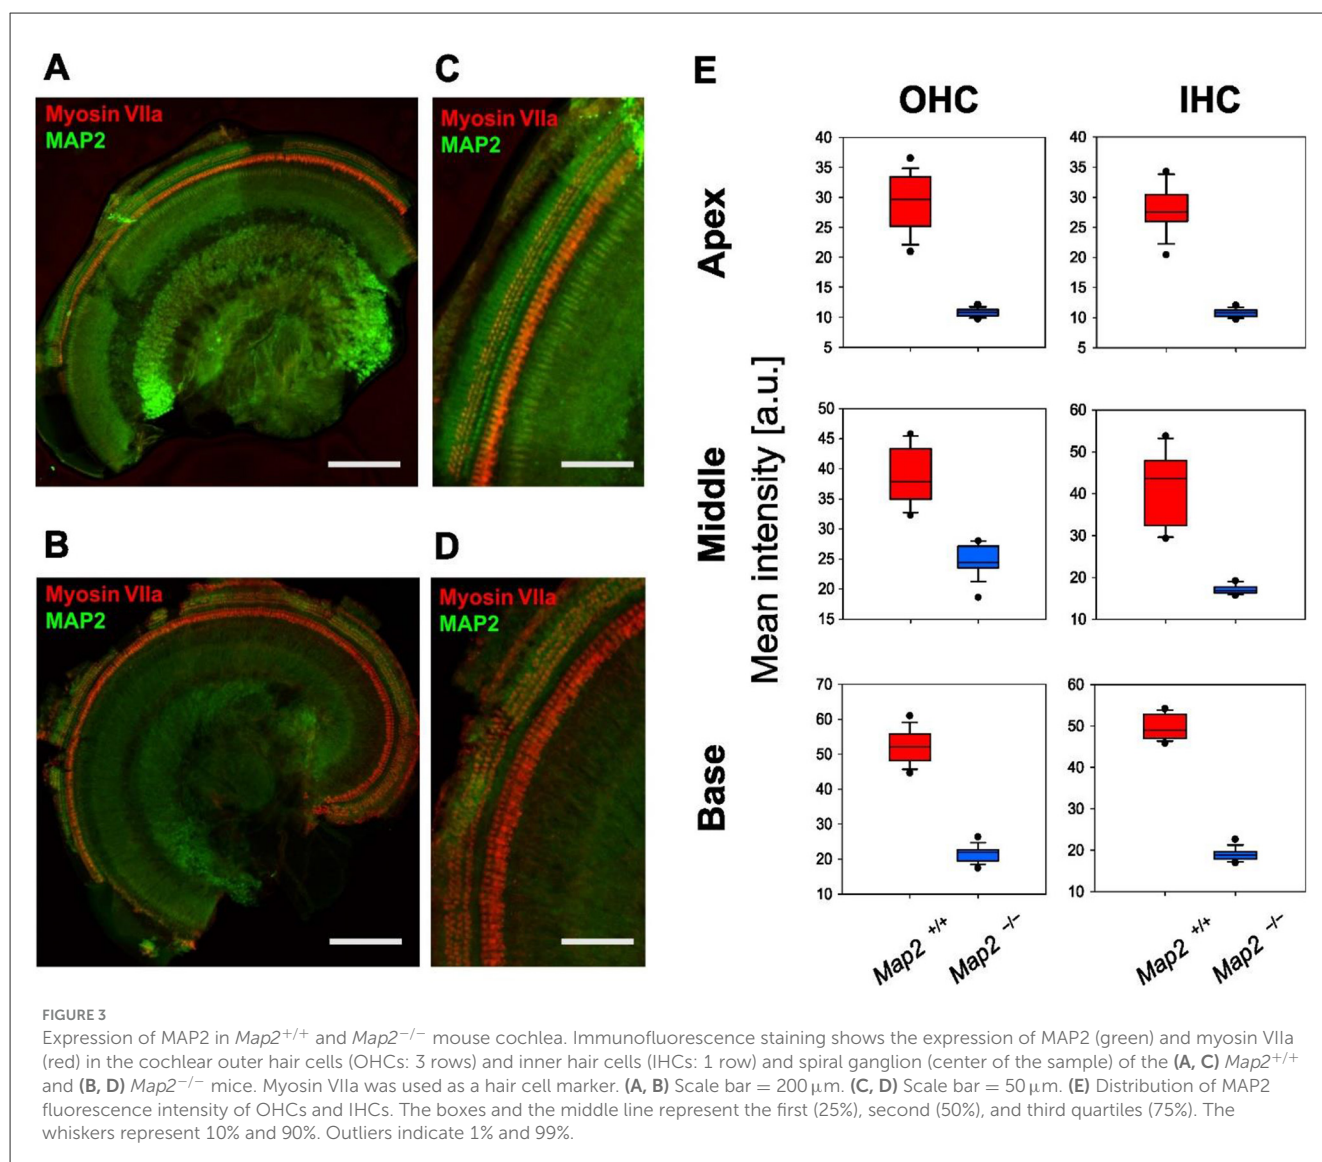 A
Myosin VIIa
MAP2
C
Myosin VIIa
MAP2
B
Myosin VIIa
MAP2
D
Myosin VIIa
MAP2
E
OHC
IHC
Apex
Middle
Base
Mean intensity [a.u.]
40
35
30
25
20
15
10
5
40
35
30
25
20
15
10
5
50
45
40
35
30
25
20
15
60
50
40
30
20
10
70
60
50
40
30
20
10
60
50
40
30
20
10
Map2 +/+
Map2 −/−
Map2 +/+
Map2 −/−
FIGURE 3
Expression of MAP2 in Map2+/+ and Map2−/− mouse cochlea. Immunofluorescence staining shows the expression of MAP2 (green) and myosin VIIa
(red) in the cochlear outer hair cells (OHCs: 3 rows) and inner hair cells (IHCs: 1 row) and spiral ganglion (center of the sample) of the (A, C) Map2+/+
and (B, D) Map2−/− mice. Myosin VIIa was used as a hair cell marker. (A, B) Scale bar = 200 μm. (C, D) Scale bar = 50 μm. (E) Distribution of MAP2
fluorescence intensity of OHCs and IHCs. The boxes and the middle line represent the first (25%), second (50%), and third quartiles (75%). The
whiskers represent 10% and 90%. Outliers indicate 1% and 99%.